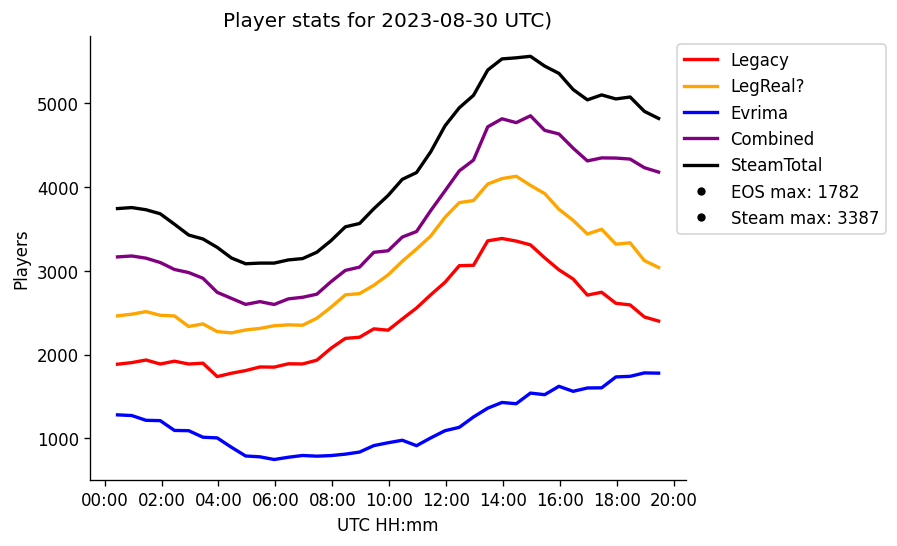 Player stats for 2023-08-30 UTC)
Legacy
LegReal?
Evrima
Combined
SteamTotal
EOS max: 1782
Steam max: 3387
Players
5000
4000
3000
2000
1000
00:00 02:00 04:00 06:00 08:00 10:00 12:00 14:00 16:00 18:00 20:00
UTC HH:mm